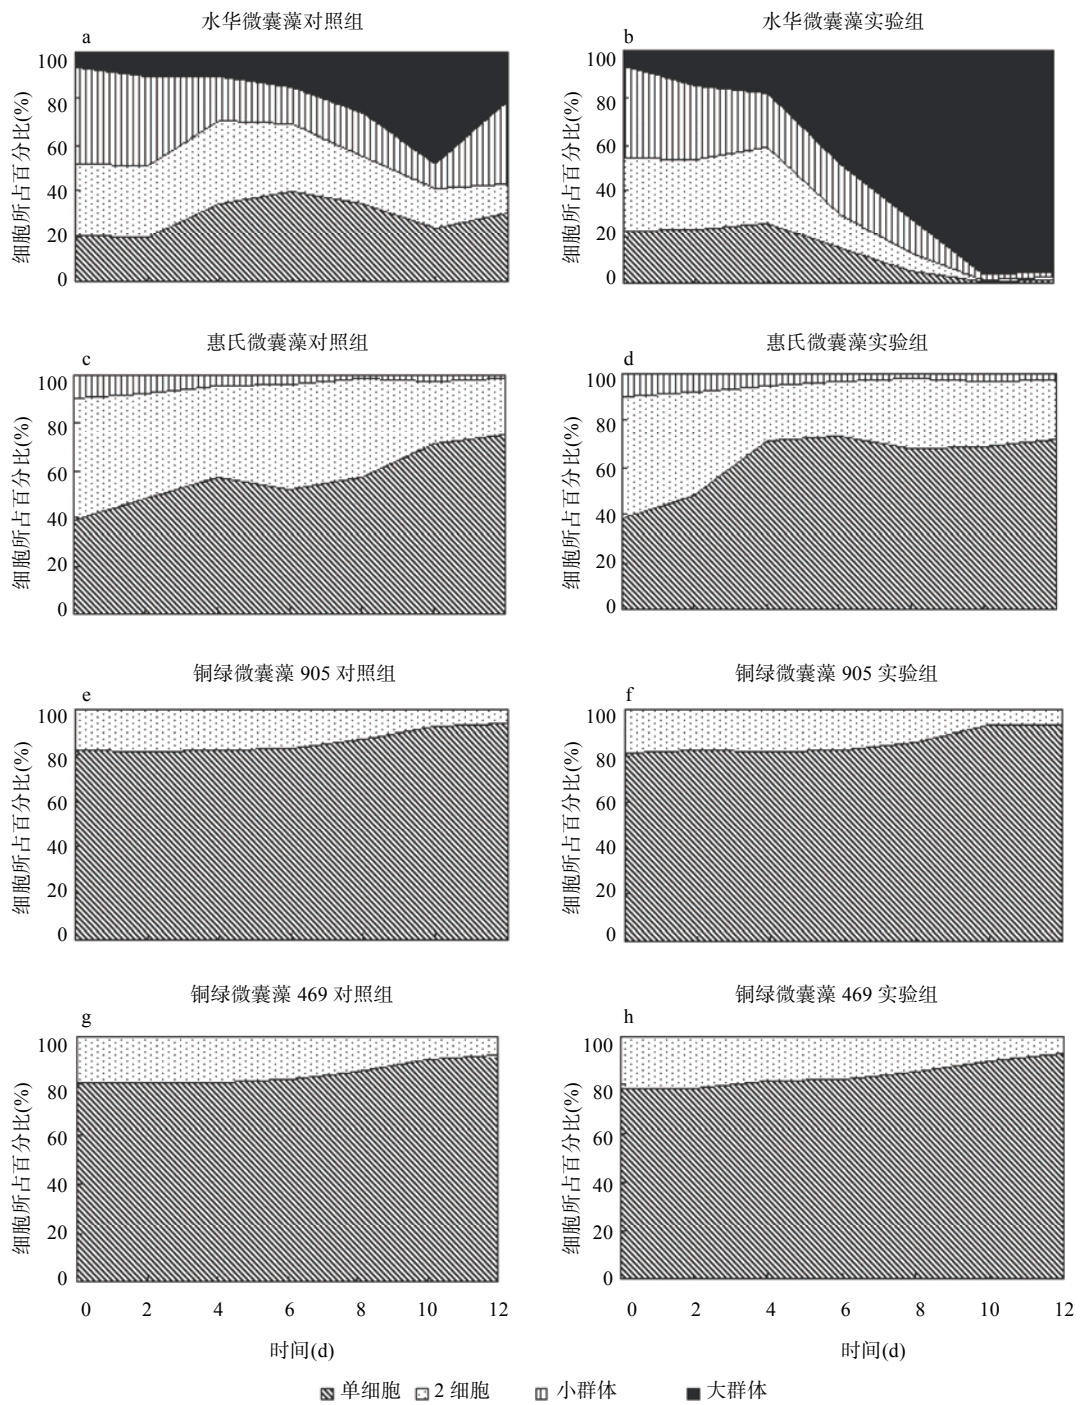 水华微囊藻对照组
a
细胞所占百分比(%)
100
80
60
40
20
0
水华微囊藻实验组
b
细胞所占百分比(%)
100
80
60
40
20
0
惠氏微囊藻对照组
c
细胞所占百分比(%)
100
80
60
40
20
0
惠氏微囊藻实验组
d
细胞所占百分比(%)
100
80
60
40
20
0
铜绿微囊藻 905 对照组
e
细胞所占百分比(%)
100
80
60
40
20
0
铜绿微囊藻 905 实验组
f
细胞所占百分比(%)
100
80
60
40
20
0
铜绿微囊藻 469 对照组
g
细胞所占百分比(%)
100
80
60
40
20
0
0 2 4 6 8 10 12
时间(d)
铜绿微囊藻 469 实验组
h
细胞所占百分比(%)
100
80
60
40
20
0
0 2 4 6 8 10 12
时间(d)
单细胞 2 细胞 小群体 大群体